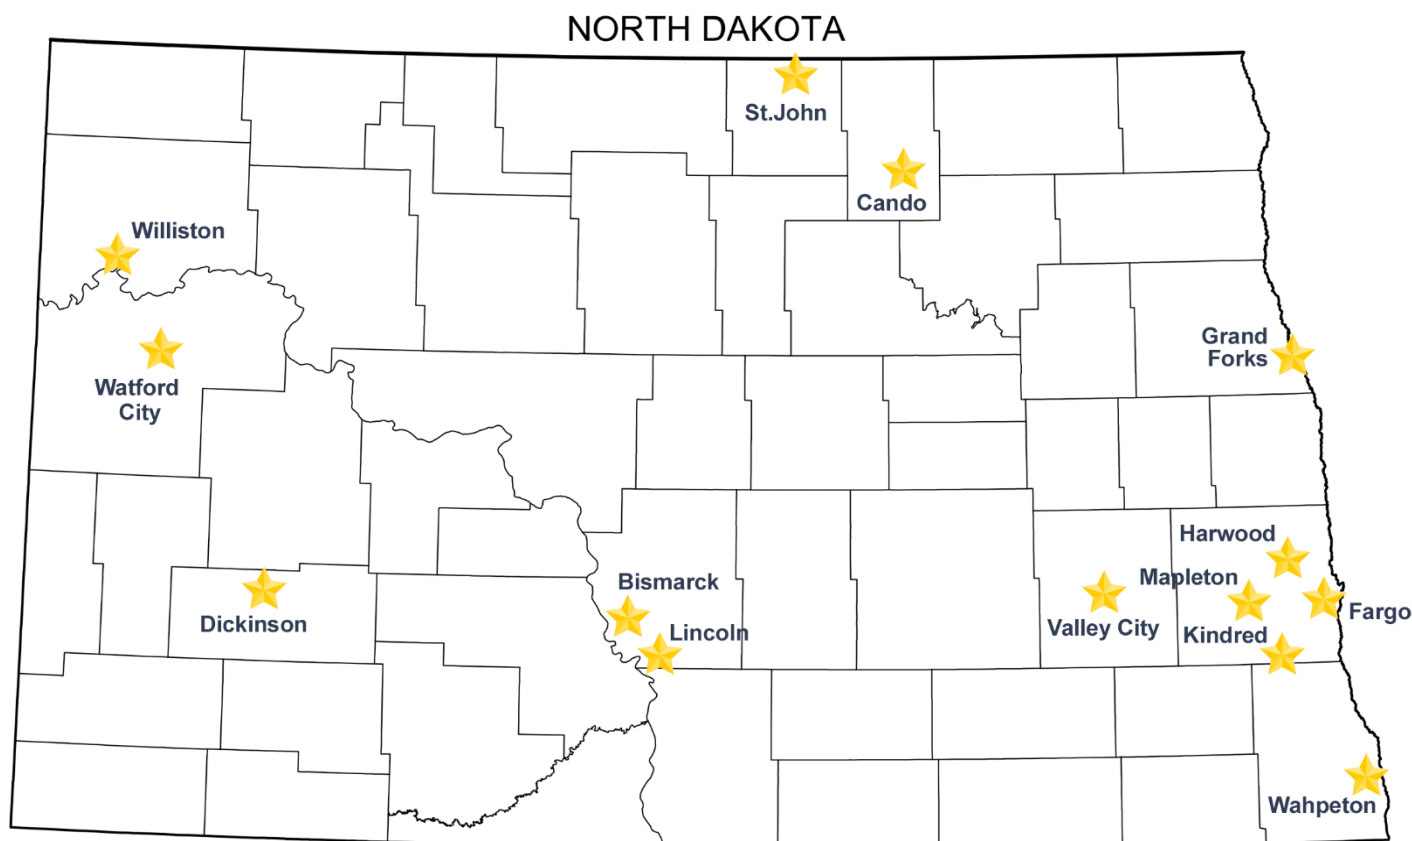 NORTH DAKOTA
St.John
Cando
Williston
Watford
City
Grand
Forks
Harwood
Mapleton
Fargo
Kindred
Valley City
Bismarck
Lincoln
Dickinson
Wahpeton